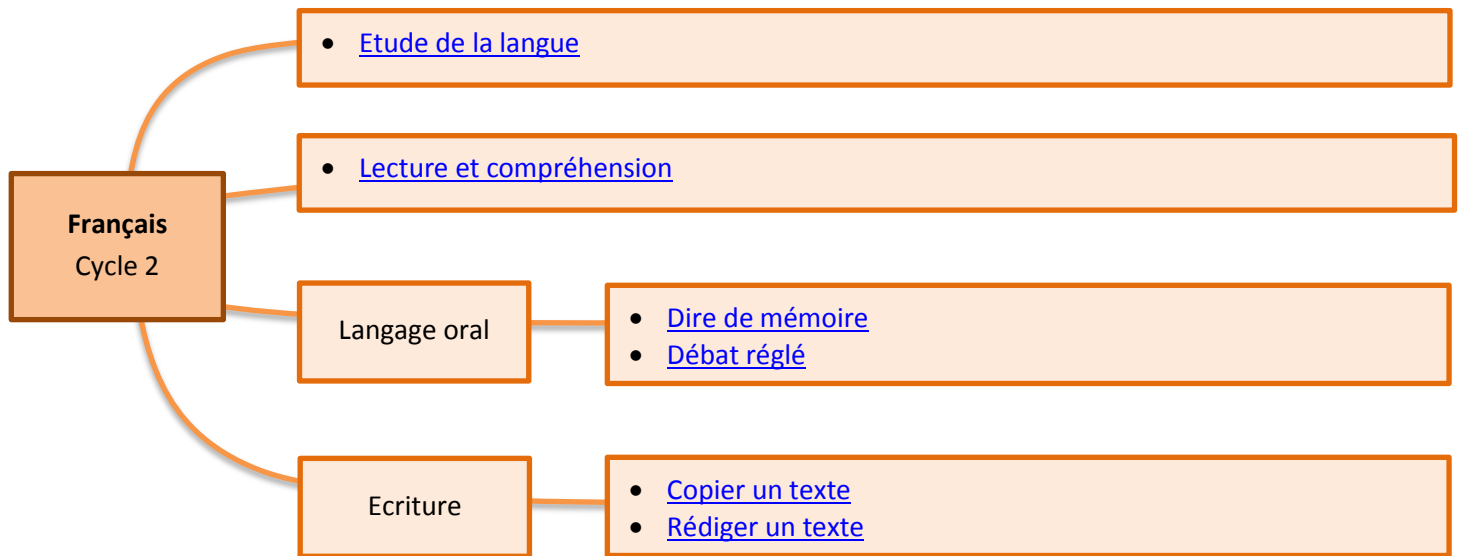 • Etude de la langue
• Lecture et compréhension
Français
Cycle 2
Langage oral
• Dire de mémoire
• Débat réglé
Ecriture
• Copier un texte
• Rédiger un texte